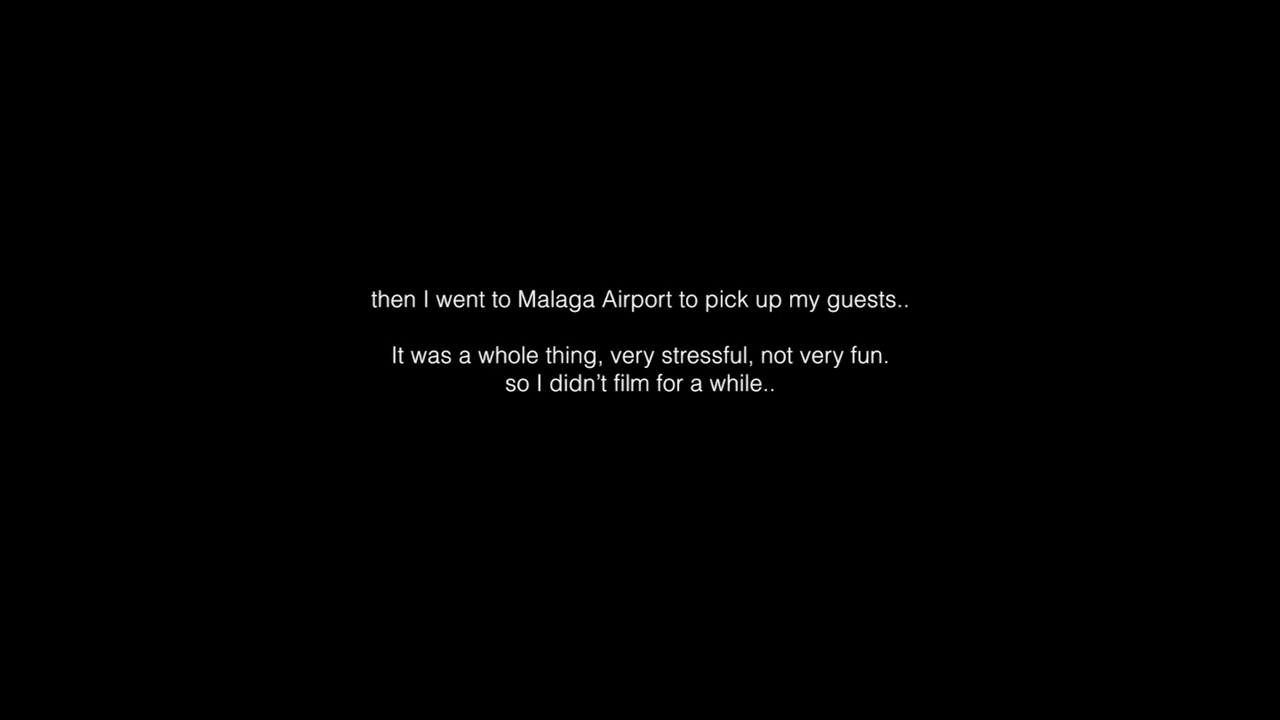 then I went to Malaga Airport to pick up my guests..
It was a whole thing, very stressful, not very fun.
so I didn’t film for a while..